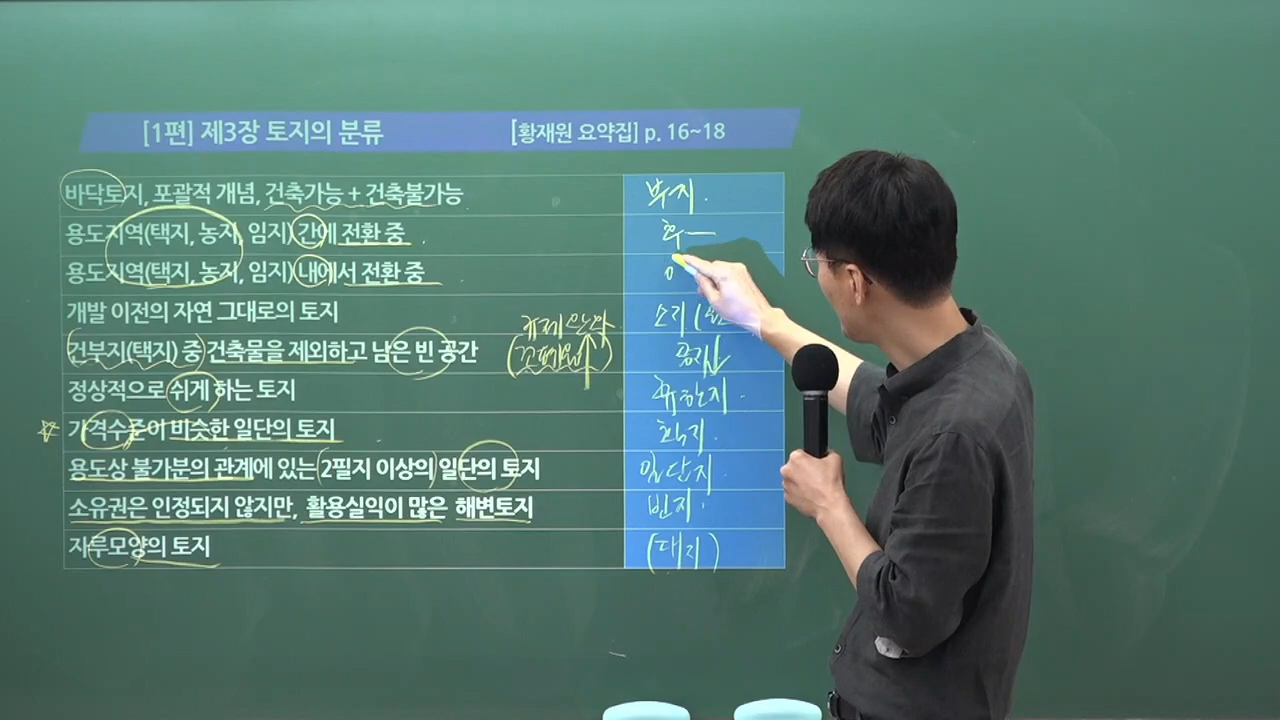 [1편] 제3장 토지의 분류 [황재원 요약집] p. 16~18
바닥토지, 포괄적 개념, 건축가능 + 건축불가능 부지.
용도지역(택지, 농지, 임지) 간에 전환 중 후
용도지역(택지, 농지, 임지) 내에서 전환 중
개발 이전의 자연 그대로의 토지 소지
규제 완화
건부지(택지) 중 건축물을 제외하고 남은 빈 공간 공지
정상적으로 쉬게 하는 토지 휴한지.
☆ 가격수준이 비슷한 일단의 토지 획지.
용도상 불가분의 관계에 있는 (2필지 이상의) 일단의 토지 일단지.
소유권은 인정되지 않지만, 활용실익이 많은 해변토지 빈지.
자루모양의 토지 (대지)